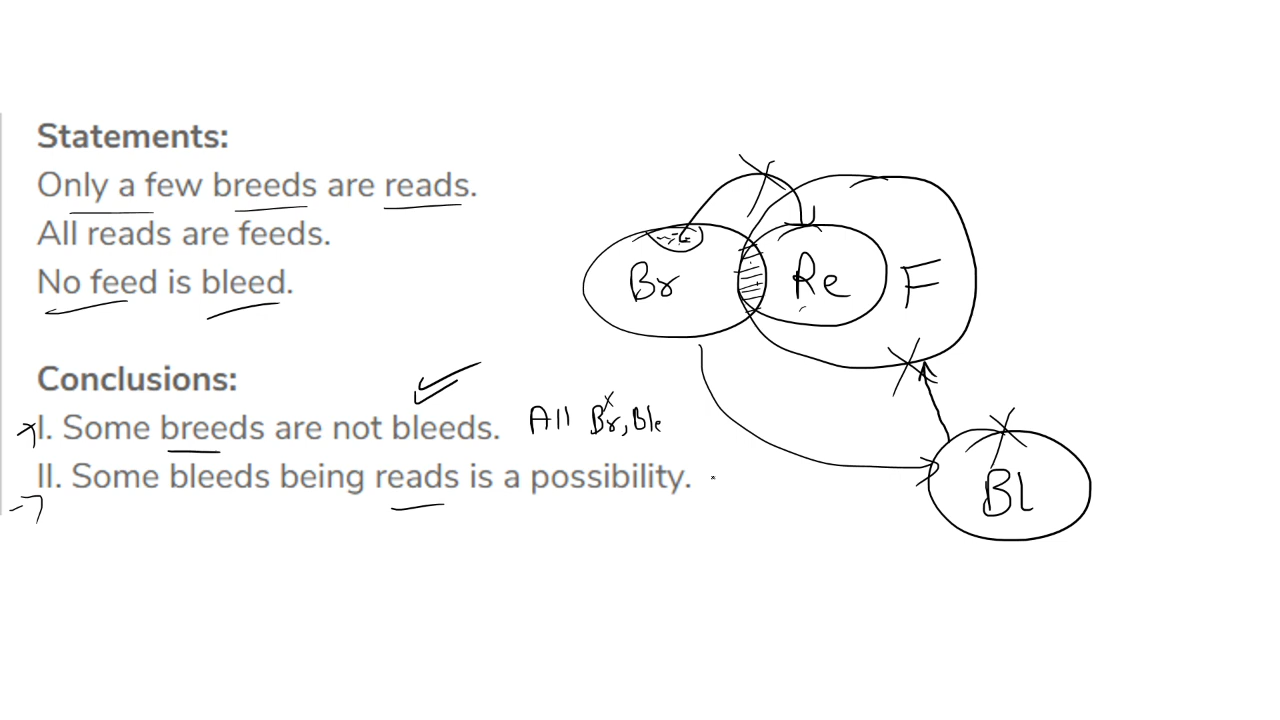 Statements:
Only a few breeds are reads.
All reads are feeds.
No feed is bleed.
Conclusions:
I. Some breeds are not bleeds. All Br, Ble
II. Some bleeds being reads is a possibility.
Br Re F
Bl